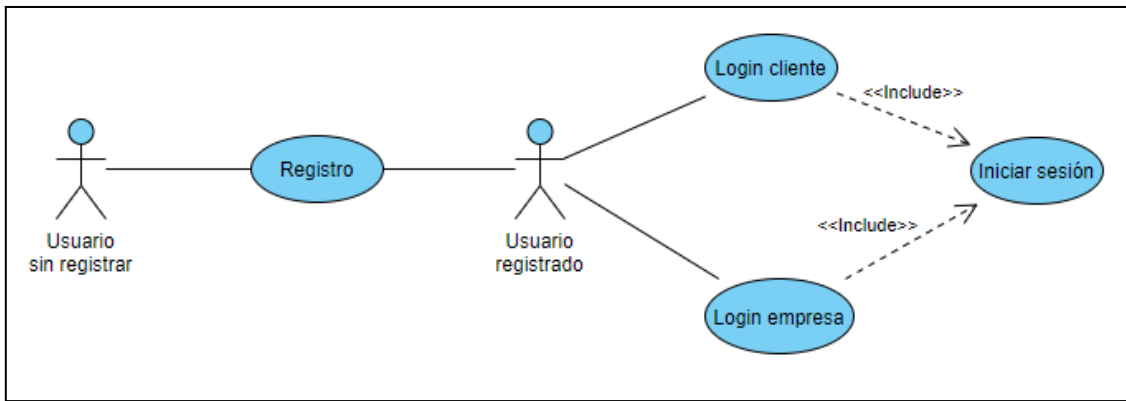 Login cliente
<<Include>>
Registro
Iniciar sesión
Usuario
sin registrar
Usuario
registrado
<<Include>>
Login empresa